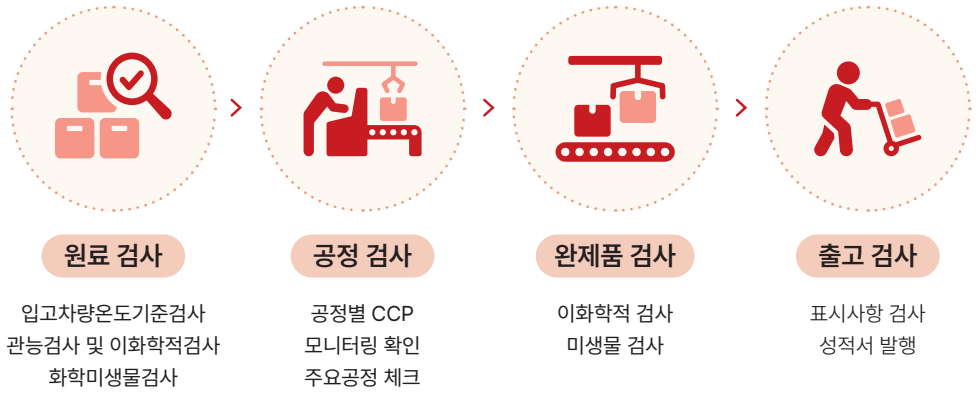 원료 검사
입고차량온도기준검사
관능검사 및 이화학적검사
화학미생물검사
공정 검사
공정별 CCP
모니터링 확인
주요공정 체크
완제품 검사
이화학적 검사
미생물 검사
출고 검사
표시사항 검사
성적서 발행